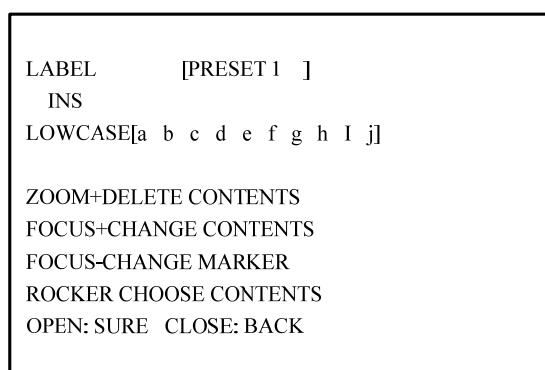 LABEL [PRESET 1 ]
INS
LOWCASE[a b c d e f g h I j]
ZOOM+DELETE CONTENTS
FOCUS+CHANGE CONTENTS
FOCUS-CHANGE MARKER
ROCKER CHOOSE CONTENTS
OPEN: SURE CLOSE: BACK